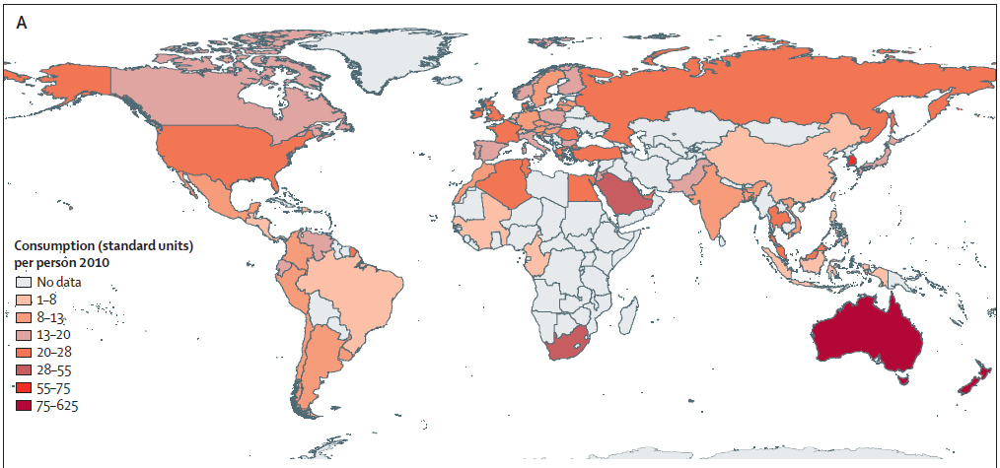 A
Consumption (standard units)
per person 2010
No data
1–8
8–13
13–20
20–28
28–55
55–75
75–625